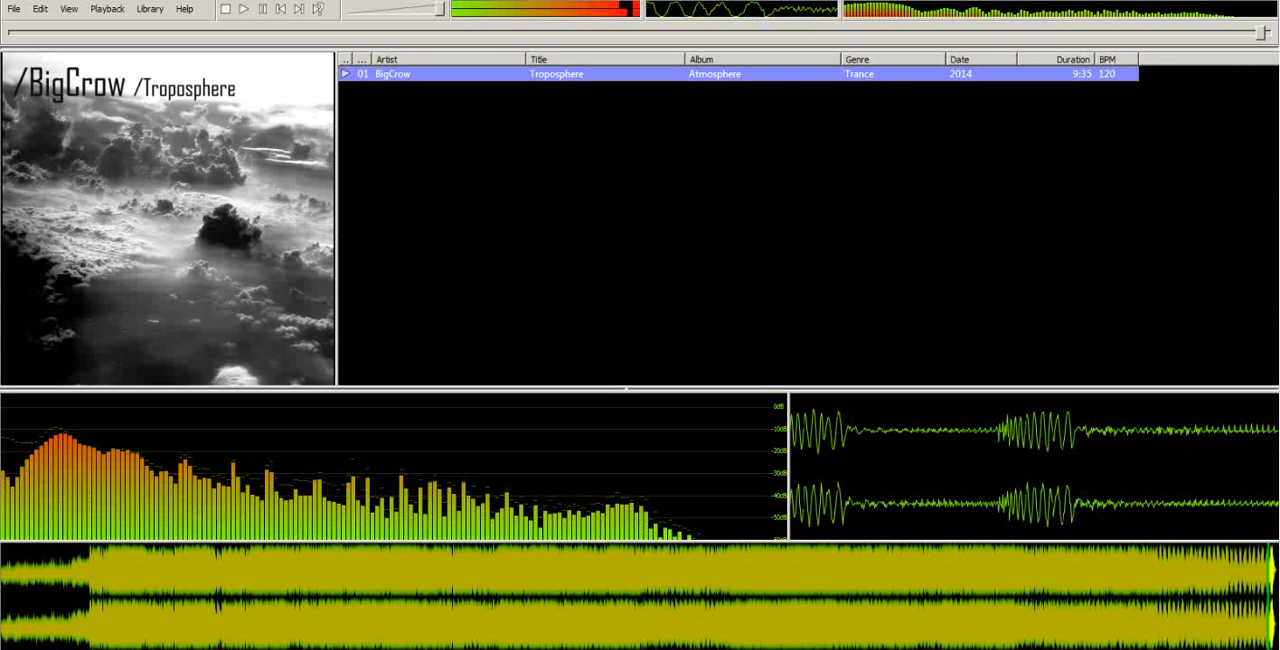 File Edit View Playback Library Help
/BigCrow /Troposphere
.. ... Artist Title Album Genre Date Duration BPM
01 BigCrow Troposphere Atmosphere Trance 2014 9:35 120
0dB
-10dB
-20dB
-30dB
-40dB
-50dB